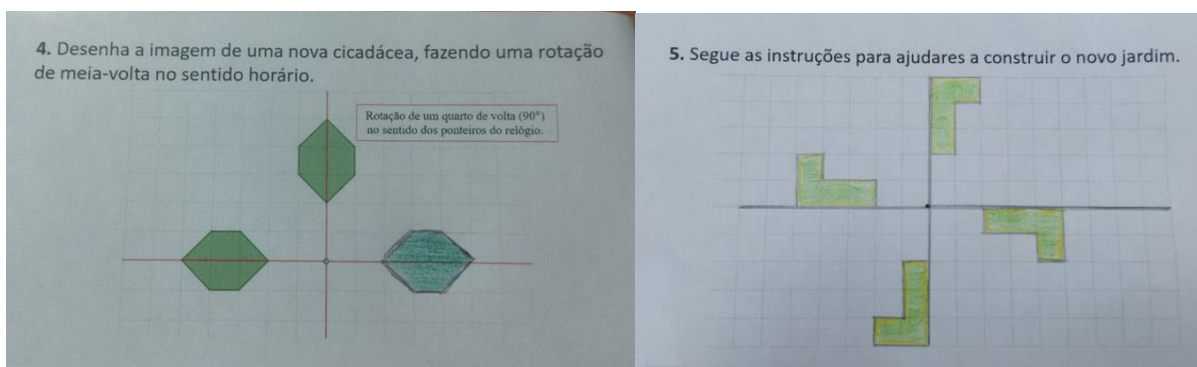 4. Desenha a imagem de uma nova cicadácea, fazendo uma rotação
de meia-volta no sentido horário.
Rotação de um quarto de volta (90°)
no sentido dos ponteiros do relógio.
5. Segue as instruções para ajudares a construir o novo jardim.